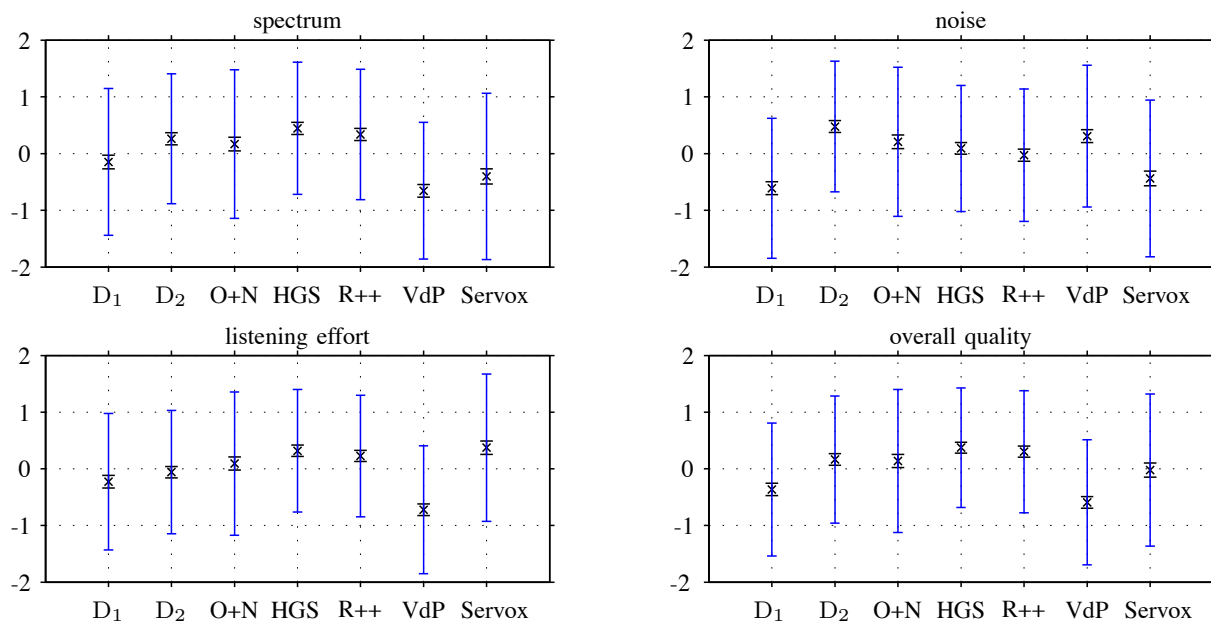 spectrum
2
1
0
-1
-2
D₁ D₂ O+N HGS R++ VdP Servox
noise
2
1
0
-1
-2
D₁ D₂ O+N HGS R++ VdP Servox
listening effort
2
1
0
-1
-2
D₁ D₂ O+N HGS R++ VdP Servox
overall quality
2
1
0
-1
-2
D₁ D₂ O+N HGS R++ VdP Servox